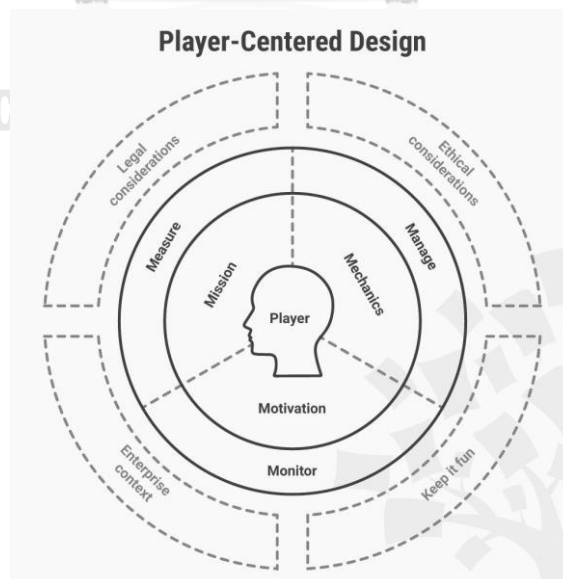 Player-Centered Design
Legal
considerations
Ethical
considerations
Measure
Manage
Mission
Mechanics
Player
Motivation
Monitor
Enterprise
context
Keep it fun